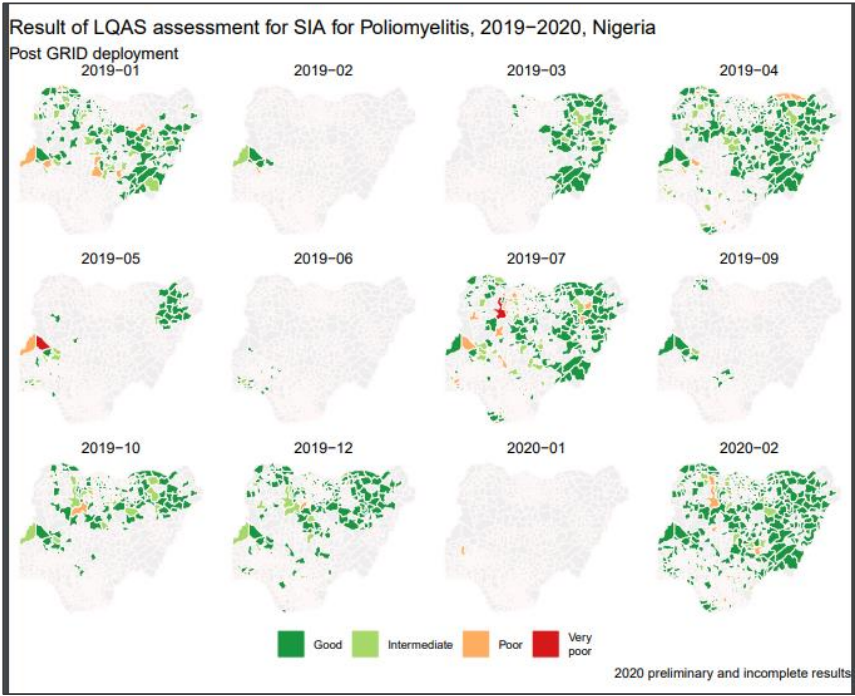 Result of LQAS assessment for SIA for Poliomyelitis, 2019−2020, Nigeria
Post GRID deployment
2019−01 2019−02 2019−03 2019−04
2019−05 2019−06 2019−07 2019−09
2019−10 2019−12 2020−01 2020−02
Good Intermediate Poor Very poor
2020 preliminary and incomplete results